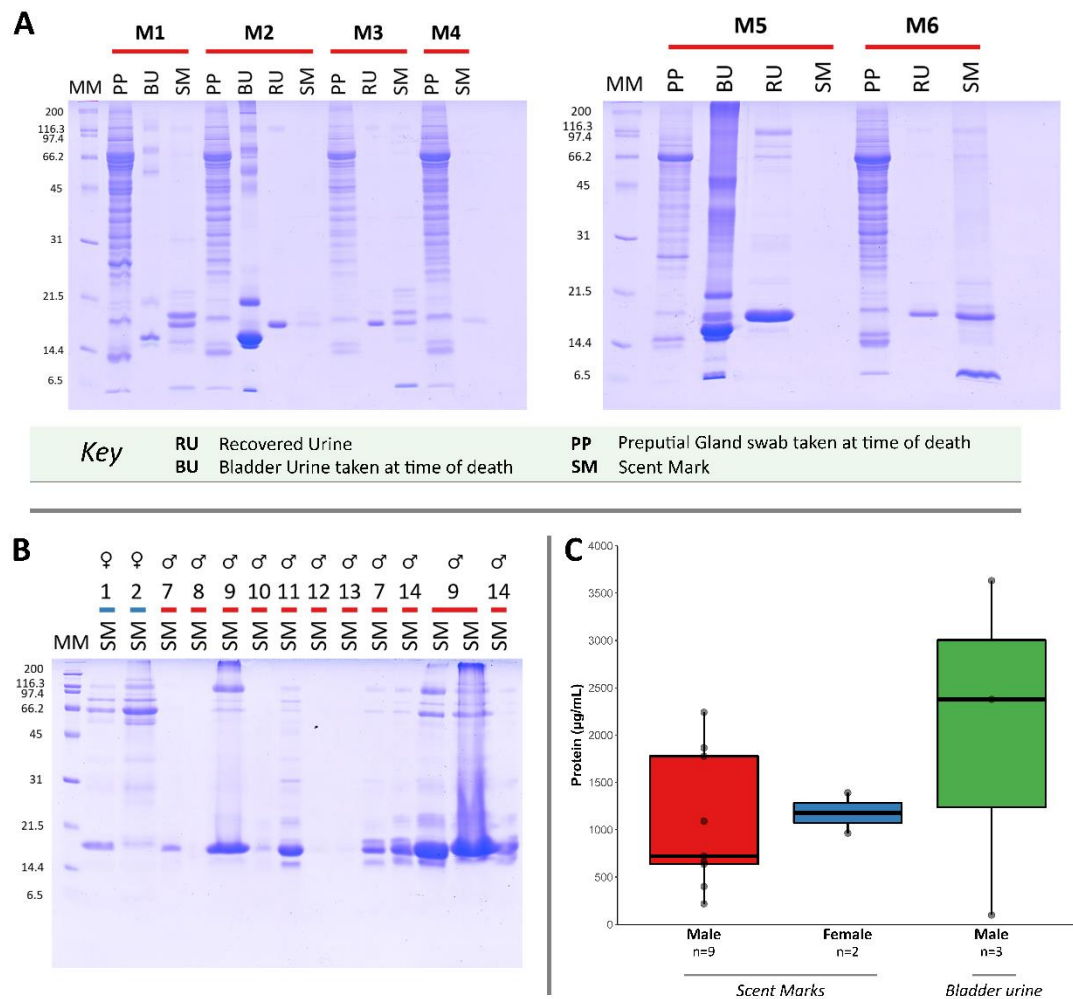 A
M1 M2 M3 M4
MM PP BU SM PP BU RU SM PP RU SM PP SM
200
116.3
97.4
66.2
45
31
21.5
14.4
6.5
M5 M6
MM PP BU RU SM PP RU SM
200
116.3
97.4
66.2
45
31
21.5
14.4
6.5
Key
RU Recovered Urine
BU Bladder Urine taken at time of death
PP Preputial Gland swab taken at time of death
SM Scent Mark
B
♀ ♀ ♂ ♂ ♂ ♂ ♂ ♂ ♂ ♂ ♂ ♂ ♂
1 2 7 8 9 10 11 12 13 7 14 9 14
MM SM SM SM SM SM SM SM SM SM SM SM SM SM SM
200
116.3
97.4
66.2
45
31
21.5
14.4
6.5
C
Protein (µg/mL)
4000
3500
3000
2500
2000
1500
1000
500
0
Male Female Male
n=9 n=2 n=3
Scent Marks Bladder urine